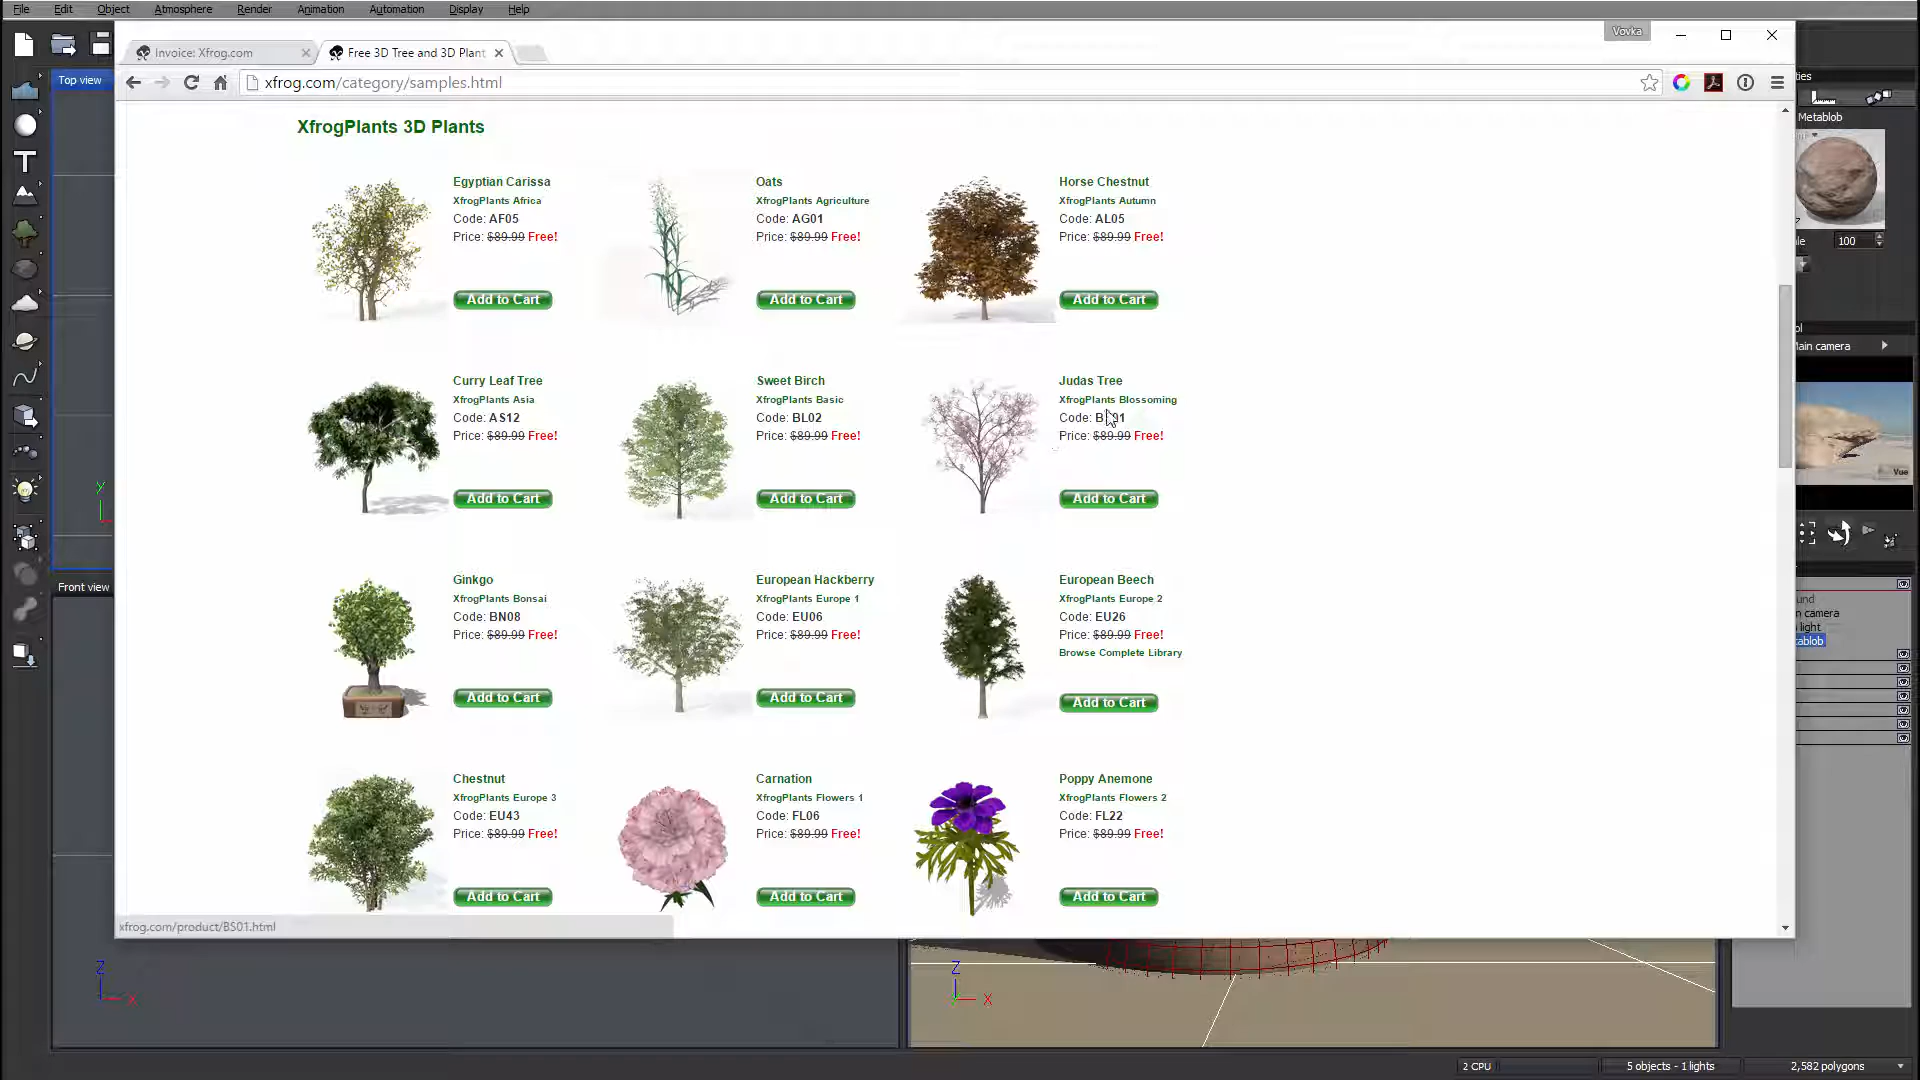 File Edit Object Atmosphere Render Animation Automation Display Help
Vovka
Invoice: Xfrog.com
Free 3D Tree and 3D Plant
Top view
xfrog.com/category/samples.html
XfrogPlants 3D Plants
Egyptian Carissa
XfrogPlants Africa
Code: AF05
Price: $89.99 Free!
Add to Cart
Oats
XfrogPlants Agriculture
Code: AG01
Price: $89.99 Free!
Add to Cart
Horse Chestnut
XfrogPlants Autumn
Code: AL05
Price: $89.99 Free!
Add to Cart
Curry Leaf Tree
XfrogPlants Asia
Code: AS12
Price: $89.99 Free!
Add to Cart
Sweet Birch
XfrogPlants Basic
Code: BL02
Price: $89.99 Free!
Add to Cart
Judas Tree
XfrogPlants Blossoming
Code:
Price: $89.99 Free!
Add to Cart
Ginkgo
XfrogPlants Bonsai
Code: BN08
Price: $89.99 Free!
Add to Cart
European Hackberry
XfrogPlants Europe 1
Code: EU06
Price: $89.99 Free!
Add to Cart
European Beech
XfrogPlants Europe 2
Code: EU26
Price: $89.99 Free!
Browse Complete Library
Add to Cart
Chestnut
XfrogPlants Europe 3
Code: EU43
Price: $89.99 Free!
Add to Cart
Carnation
XfrogPlants Flowers 1
Code: FL06
Price: $89.99 Free!
Add to Cart
Poppy Anemone
XfrogPlants Flowers 2
Code: FL22
Price: $89.99 Free!
Add to Cart
xfrog.com/product/BS01.html
Front view
Y
Z
X
Z
Y
X
ties
Metablob
le 100
ol
Main camera
Vue
und
n camera
light
tablob
2 CPU
5 objects - 1 lights
2,582 polygons